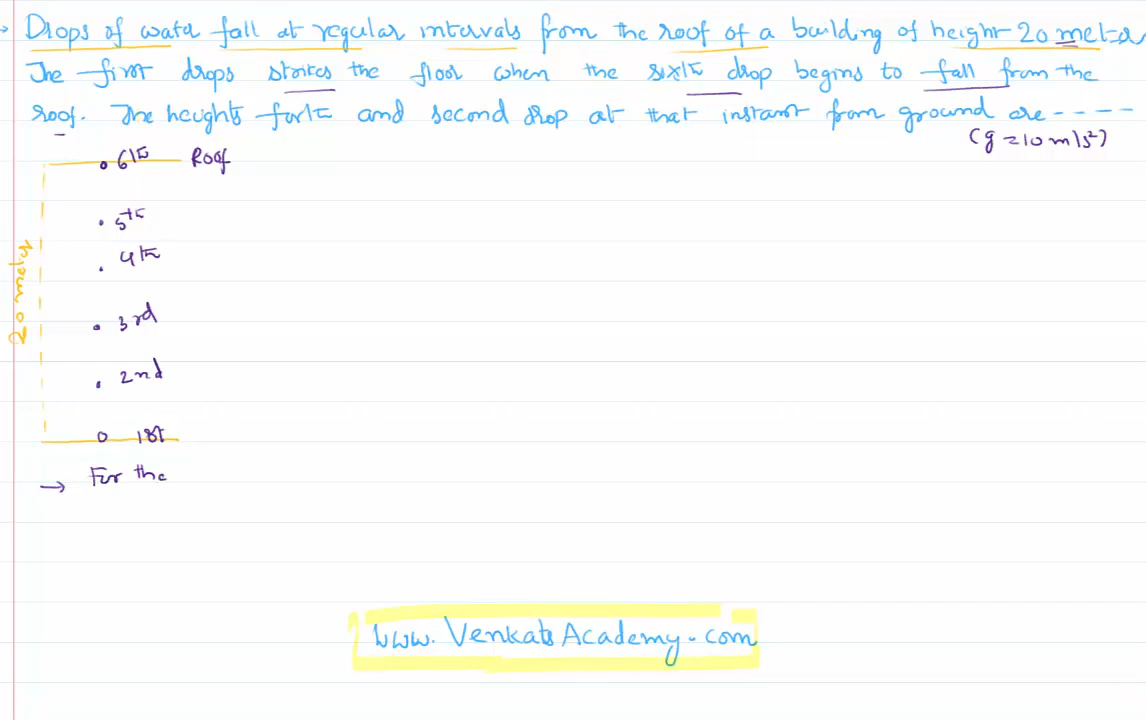 → Drops of water fall at regular intervals from the roof of a building of height 20 meter
The first drops strikes the floor when the sixth drop begins to fall from the
roof. The heights forth and second drop at that instant from ground are ----
(g = 10 m/s²)
6th Roof
5th
4th
20 meter
3rd
2nd
1st
→ For the
www.VenkatsAcademy.com